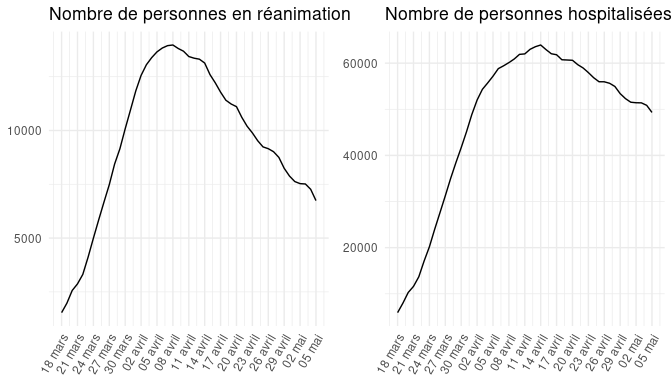 Nombre de personnes en réanimation
10000
5000
18 mars
21 mars
24 mars
27 mars
30 mars
02 avril
05 avril
08 avril
11 avril
14 avril
17 avril
20 avril
23 avril
26 avril
29 avril
02 mai
05 mai
Nombre de personnes hospitalisées
60000
40000
20000
18 mars
21 mars
24 mars
27 mars
30 mars
02 avril
05 avril
08 avril
11 avril
14 avril
17 avril
20 avril
23 avril
26 avril
29 avril
02 mai
05 mai